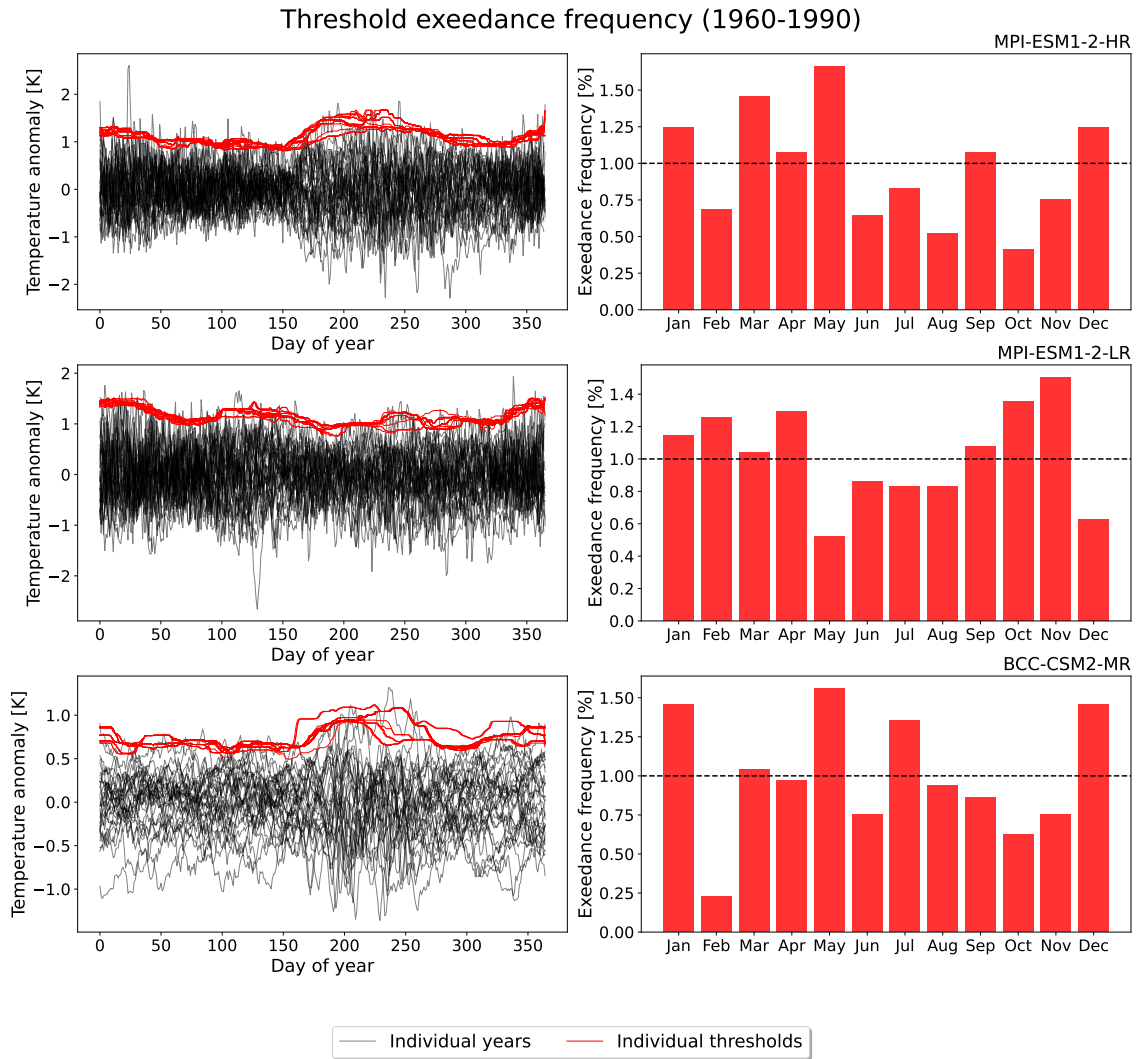 Threshold exeedance frequency (1960-1990)
MPI-ESM1-2-HR
Temperature anomaly [K]
2
1
0
−1
−2
0 50 100 150 200 250 300 350
Day of year
Exeedance frequency [%]
1.50
1.25
1.00
0.75
0.50
0.25
0.00
Jan Feb Mar Apr May Jun Jul Aug Sep Oct Nov Dec
MPI-ESM1-2-LR
Temperature anomaly [K]
2
1
0
−1
−2
0 50 100 150 200 250 300 350
Day of year
Exeedance frequency [%]
1.4
1.2
1.0
0.8
0.6
0.4
0.2
0.0
Jan Feb Mar Apr May Jun Jul Aug Sep Oct Nov Dec
BCC-CSM2-MR
Temperature anomaly [K]
1.0
0.5
0.0
−0.5
−1.0
0 50 100 150 200 250 300 350
Day of year
Exeedance frequency [%]
1.50
1.25
1.00
0.75
0.50
0.25
0.00
Jan Feb Mar Apr May Jun Jul Aug Sep Oct Nov Dec
Individual years Individual thresholds